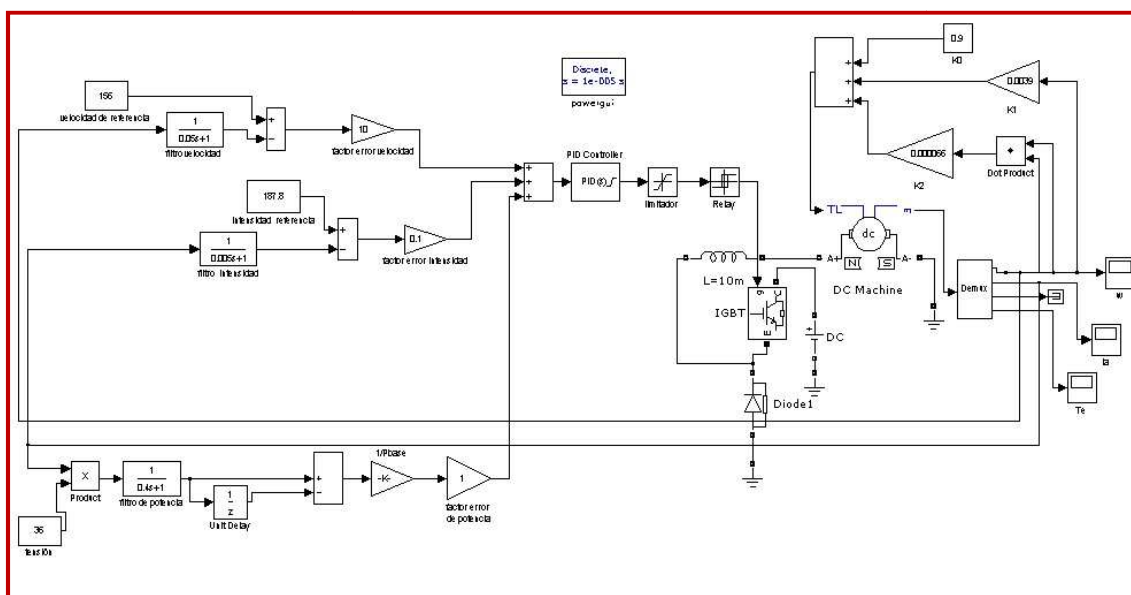 Discrete,
s = 1e-005 s
powergui
0.9
K0
0.0039
K1
0.000066
K2
Dot Product
156
velocidad de referencia
1
0.05s+1
filtro velocidad
+
−
10
factor error velocidad
187.8
Intensidad referencia
1
0.005s+1
filtro Intensidad
+
−
0.1
factor error Intensidad
+
+
+
PID Controller
PID(s)
limitador
Relay
+
+
+
TL
m
dc
A+
N
S
A-
DC Machine
L=10m
g
C
E
IGBT
+
DC
Diode1
Demux
w
Ia
Te
X
Product
36
tensión
1
0.4s+1
filtro de potencia
1
z
Unit Delay
+
−
1/Pbase
-K-
1
factor error
de potencia